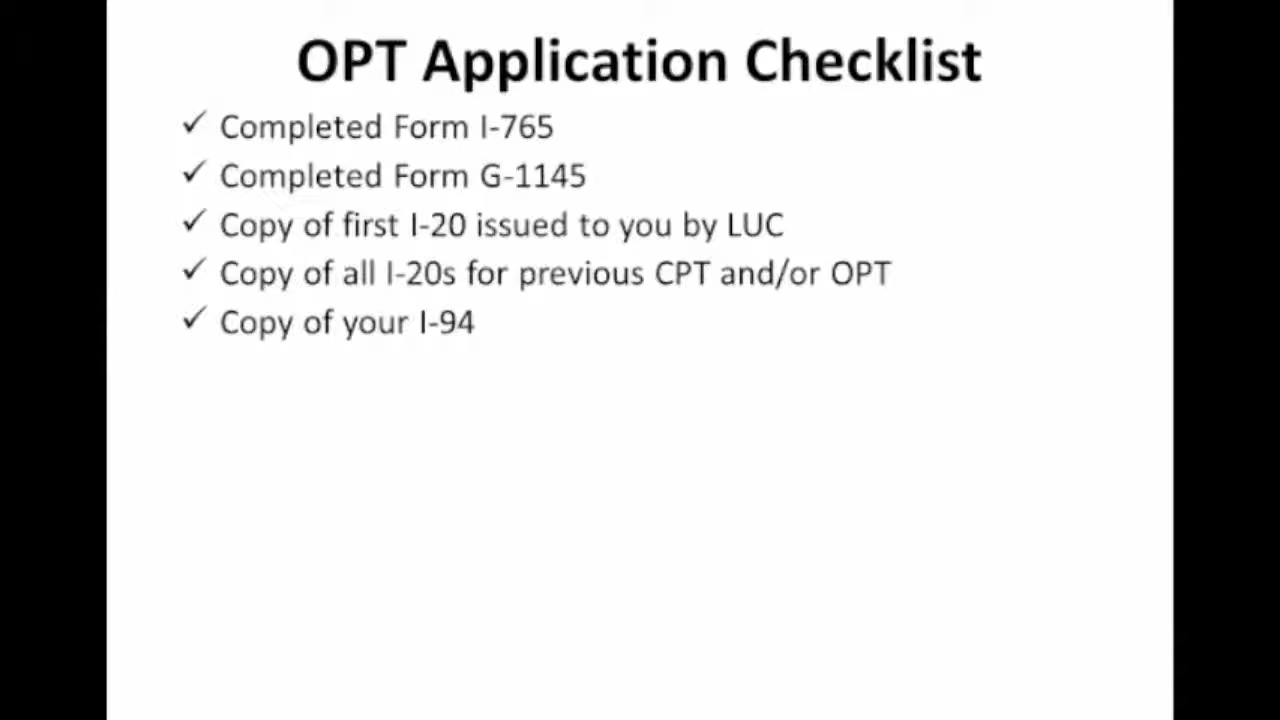 OPT Application Checklist
✓ Completed Form I-765
✓ Completed Form G-1145
✓ Copy of first I-20 issued to you by LUC
✓ Copy of all I-20s for previous CPT and/or OPT
✓ Copy of your I-94